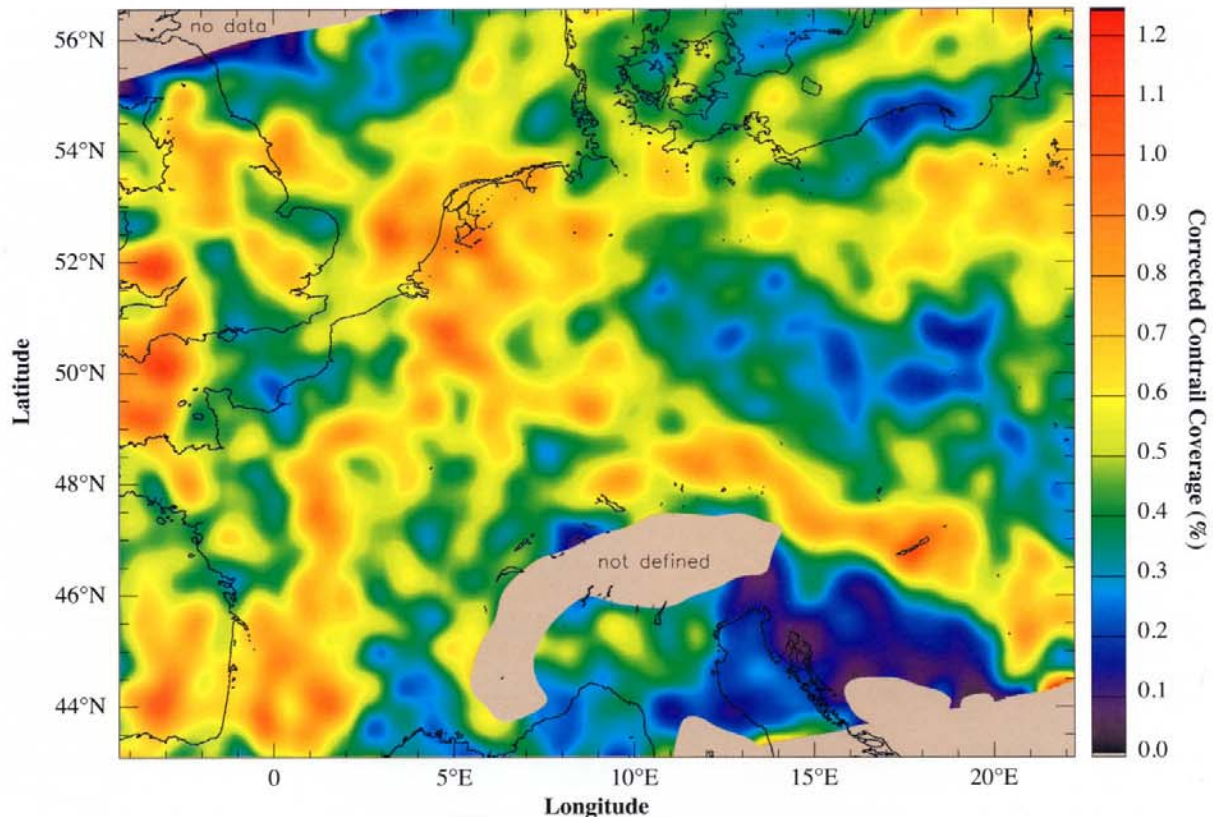 no data
56°N
54°N
52°N
50°N
48°N
46°N
44°N
Latitude
not defined
0
5°E
10°E
15°E
20°E
Longitude
1.2
1.1
1.0
0.9
0.8
0.7
0.6
0.5
0.4
0.3
0.2
0.1
0.0
Corrected Contrail Coverage (%)